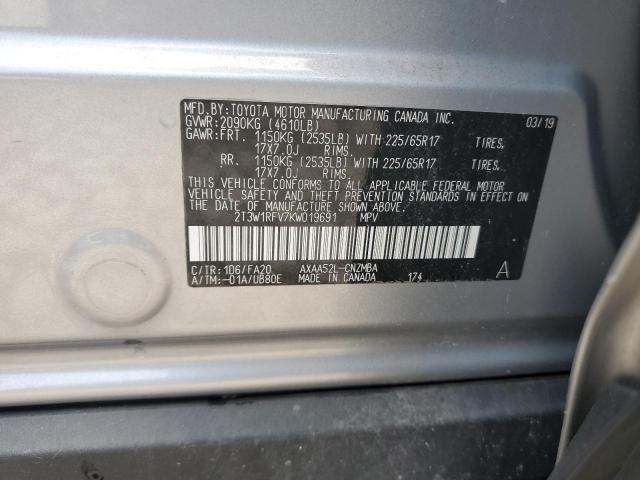 MFD.BY:TOYOTA MOTOR MANUFACTURING CANADA INC. 03/19
GVWR:2090KG (4610LB)
GAWR:FRT. 1150KG (2535LB) WITH 225/65R17 TIRES.
17X7.0J RIMS.
RR. 1150KG (2535LB) WITH 225/65R17 TIRES.
17X7.0J RIMS.
THIS VEHICLE CONFORMS TO ALL APPLICABLE FEDERAL MOTOR
VEHICLE SAFETY AND THEFT PREVENTION STANDARDS IN EFFECT
ON THE DATE OF MANUFACTURE SHOWN ABOVE.
2T3W1RFV7KW019691 MPV
C/TR:1D6/FA20 AXAA52L-CNZMBA A
A/TM:-01A/UB80E MADE IN CANADA 174